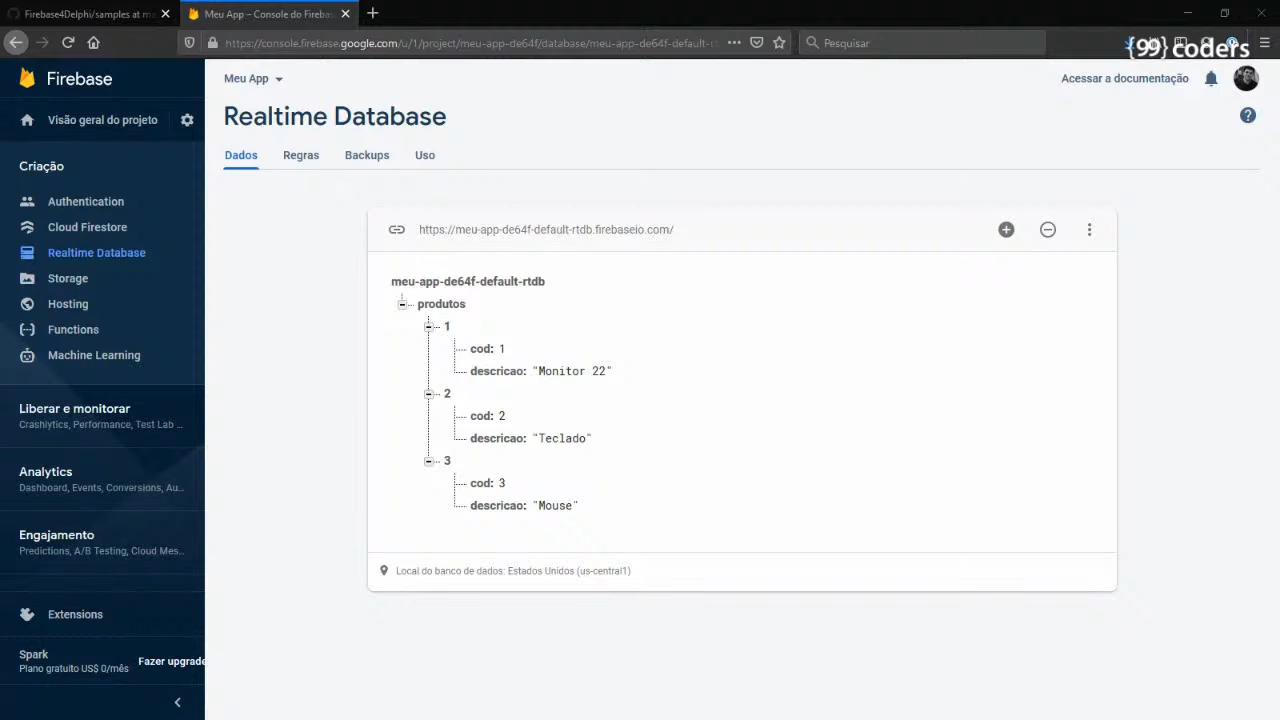 Firebase4Delphi/samples at ma
Meu App – Console do Firebas
https://console.firebase.google.com/u/1/project/meu-app-de64f/database/meu-app-de64f-default-rt
Pesquisar
{99} coders
Firebase
Visão geral do projeto
Criação
Authentication
Cloud Firestore
Realtime Database
Storage
Hosting
Functions
Machine Learning
Liberar e monitorar
Crashlytics, Performance, Test Lab ...
Analytics
Dashboard, Events, Conversions, Au...
Engajamento
Predictions, A/B Testing, Cloud Mes...
Extensions
Spark
Plano gratuito US$ 0/mês
Fazer upgrade
Meu App
Acessar a documentação
Realtime Database
Dados
Regras
Backups
Uso
https://meu-app-de64f-default-rtdb.firebaseio.com/
meu-app-de64f-default-rtdb
produtos
1
cod: 1
descricao: "Monitor 22"
2
cod: 2
descricao: "Teclado"
3
cod: 3
descricao: "Mouse"
Local do banco de dados: Estados Unidos (us-central1)